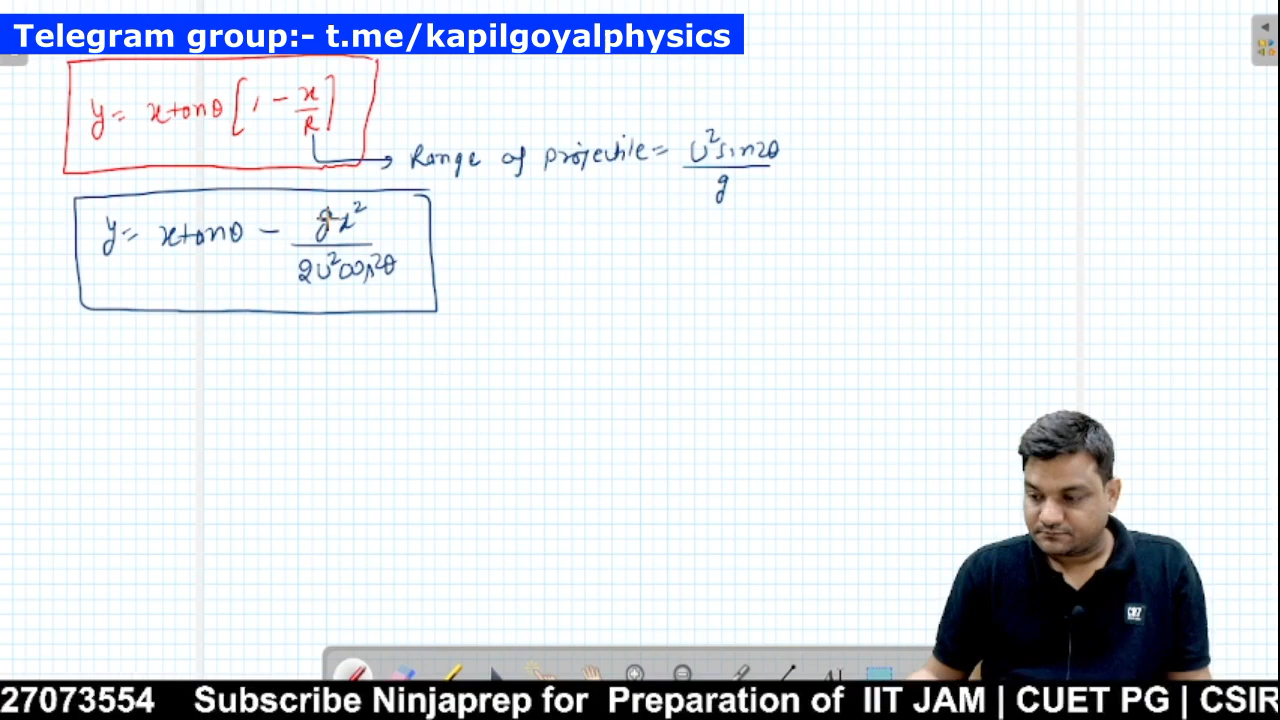 Telegram group:- t.me/kapilgoyalphysics
y = x tanθ [1 - x/R]
Range of projectile = U²sin2θ/g
y = x tanθ - gx²/2U²cos²θ
27073554 Subscribe Ninjaprep for Preparation of IIT JAM | CUET PG | CSIR